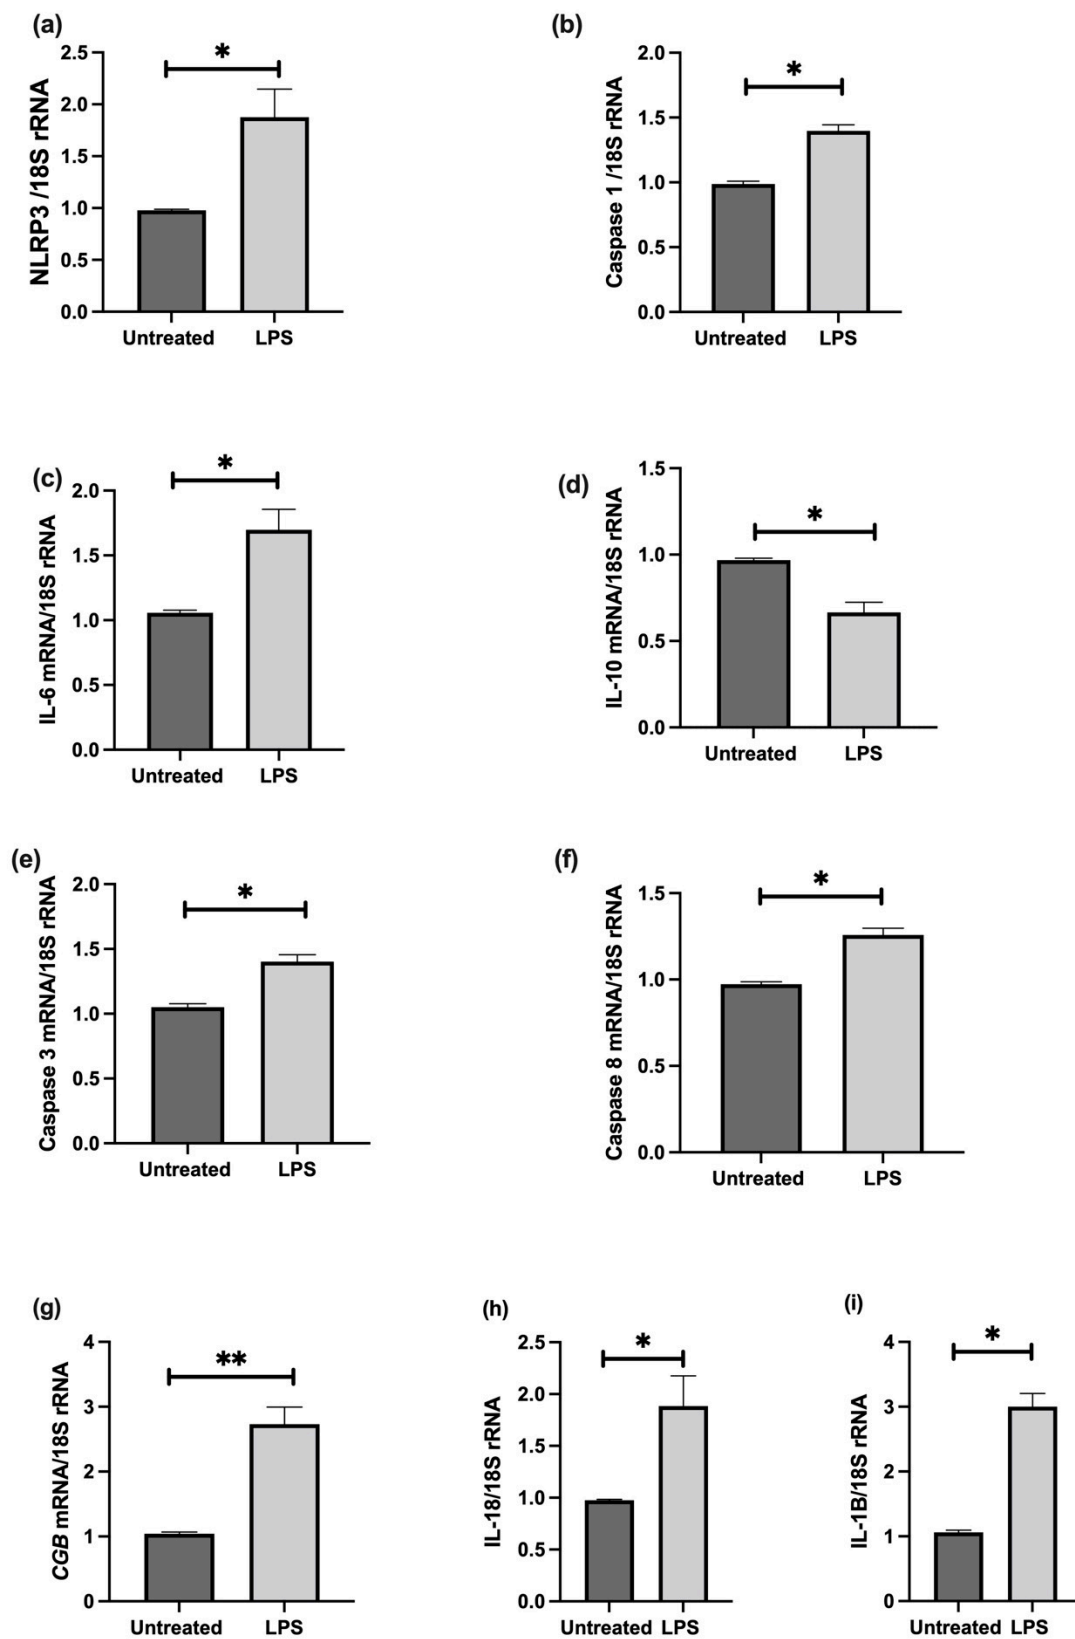 (a)
NLRP3 /18S rRNA
2.5
2.0
1.5
1.0
0.5
0.0
*
Untreated LPS
(b)
Caspase 1 /18S rRNA
2.0
1.5
1.0
0.5
0.0
*
Untreated LPS
(c)
IL-6 mRNA/18S rRNA
2.0
1.5
1.0
0.5
0.0
*
Untreated LPS
(d)
IL-10 mRNA/18S rRNA
1.5
1.0
0.5
0.0
*
Untreated LPS
(e)
Caspase 3 mRNA/18S rRNA
2.0
1.5
1.0
0.5
0.0
*
Untreated LPS
(f)
Caspase 8 mRNA/18S rRNA
1.5
1.0
0.5
0.0
*
Untreated LPS
(g)
CGB mRNA/18S rRNA
4
3
2
1
0
**
Untreated LPS
(h)
IL-18/18S rRNA
2.5
2.0
1.5
1.0
0.5
0.0
*
Untreated LPS
(i)
IL-1B/18S rRNA
4
3
2
1
0
*
Untreated LPS